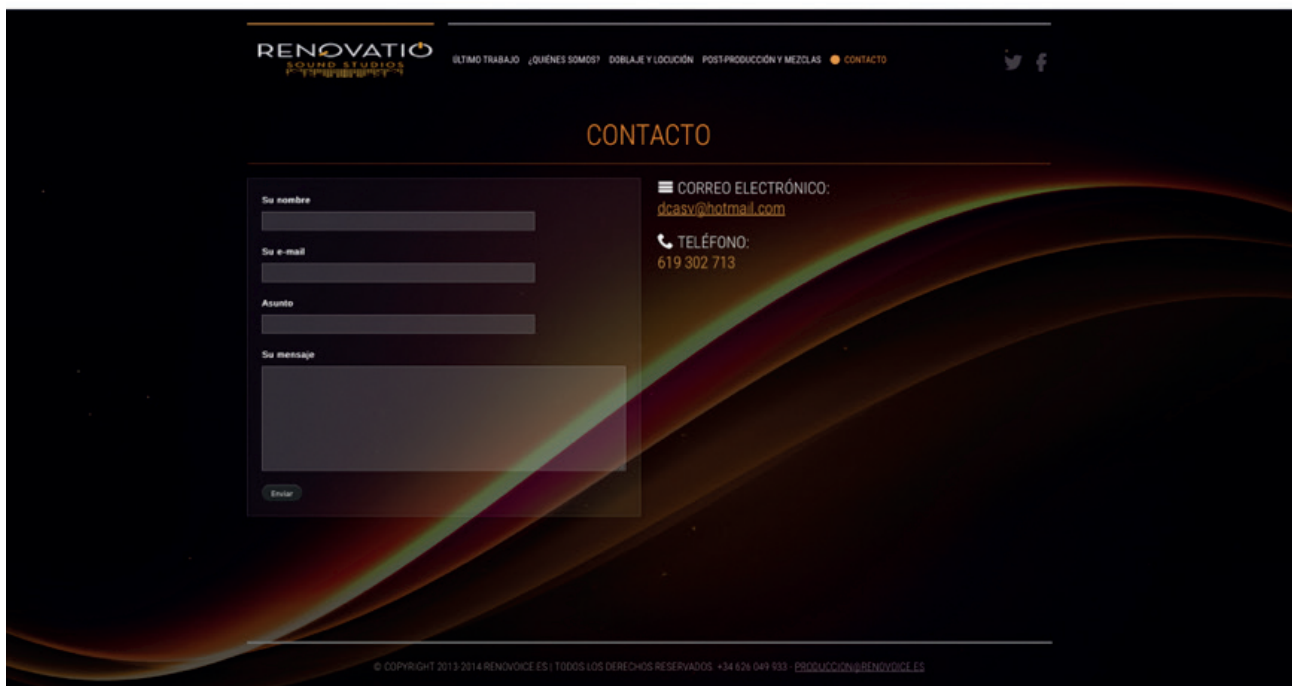 RENOVATIO
SOUND STUDIOS
ÚLTIMO TRABAJO ¿QUIÉNES SOMOS? DOBLAJE Y LOCUCIÓN POST-PRODUCCIÓN Y MEZCLAS CONTACTO
CONTACTO
Su nombre
Su e-mail
Asunto
Su mensaje
Enviar
CORREO ELECTRÓNICO:
dcasv@hotmail.com
TELÉFONO:
619 302 713
© COPYRIGHT 2013-2014 RENOVOICE.ES | TODOS LOS DERECHOS RESERVADOS +34 626 049 933 - PRODUCCION@RENOVOICE.ES